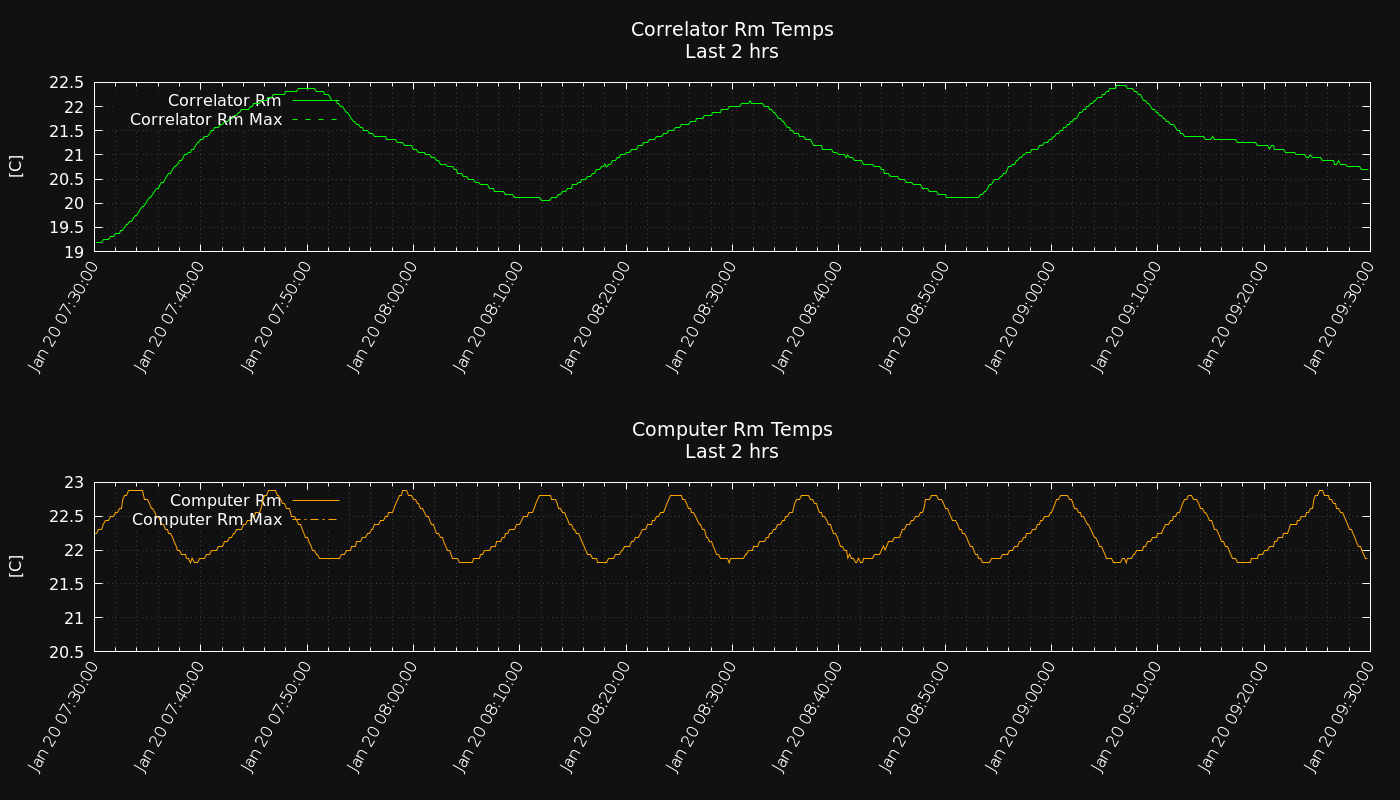 Correlator Rm Temps
Last 2 hrs
22.5
22
21.5
21
20.5
20
19.5
19
[C]
Correlator Rm
Correlator Rm Max
Jan 20 07:30:00
Jan 20 07:40:00
Jan 20 07:50:00
Jan 20 08:00:00
Jan 20 08:10:00
Jan 20 08:20:00
Jan 20 08:30:00
Jan 20 08:40:00
Jan 20 08:50:00
Jan 20 09:00:00
Jan 20 09:10:00
Jan 20 09:20:00
Jan 20 09:30:00
Computer Rm Temps
Last 2 hrs
23
22.5
22
21.5
21
20.5
[C]
Computer Rm
Computer Rm Max
Jan 20 07:30:00
Jan 20 07:40:00
Jan 20 07:50:00
Jan 20 08:00:00
Jan 20 08:10:00
Jan 20 08:20:00
Jan 20 08:30:00
Jan 20 08:40:00
Jan 20 08:50:00
Jan 20 09:00:00
Jan 20 09:10:00
Jan 20 09:20:00
Jan 20 09:30:00